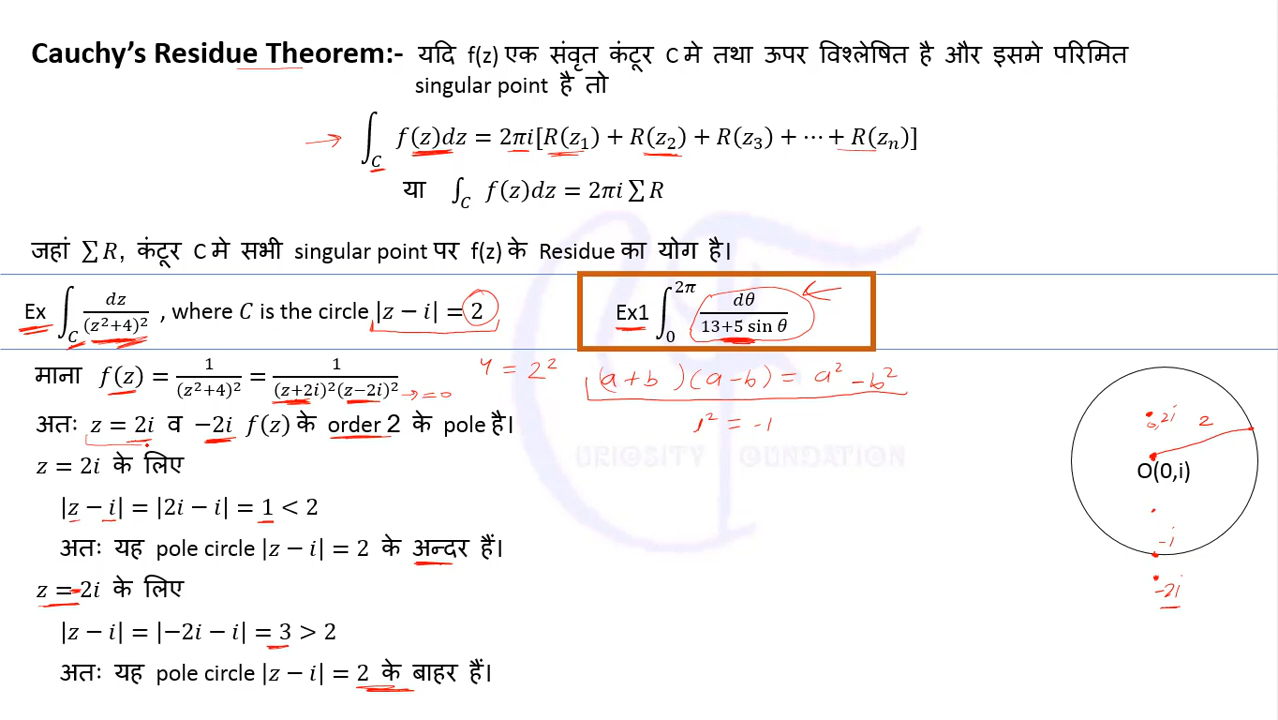 Cauchy's Residue Theorem:- यदि f(z) एक संवृत कंटूर C मे तथा ऊपर विश्लेषित है और इसमे परिमित
singular point है तो
∫_C f(z)dz = 2πi[R(z₁) + R(z₂) + R(z₃) + ⋯ + R(zₙ)]
या ∫_C f(z)dz = 2πi ∑ R
जहां ∑ R, कंटूर C मे सभी singular point पर f(z) के Residue का योग है।
Ex ∫_C dz/(z²+4)² , where C is the circle |z − i| = 2
Ex1 ∫_0^2π dθ/(13+5 sin θ)
माना f(z) = 1/(z²+4)² = 1/((z+2i)²(z−2i)²) → =0
4 = 2²
(a+b)(a-b) = a² - b²
i² = -1
अतः z = 2i व −2i f(z) के order 2 के pole है।
z = 2i के लिए
|z − i| = |2i − i| = 1 < 2
अतः यह pole circle |z − i| = 2 के अन्दर हैं।
z = -2i के लिए
|z − i| = |−2i − i| = 3 > 2
अतः यह pole circle |z − i| = 2 के बाहर हैं।
0,2i
2
O(0,i)
-i
-2i
URIOSITY OUNDATION